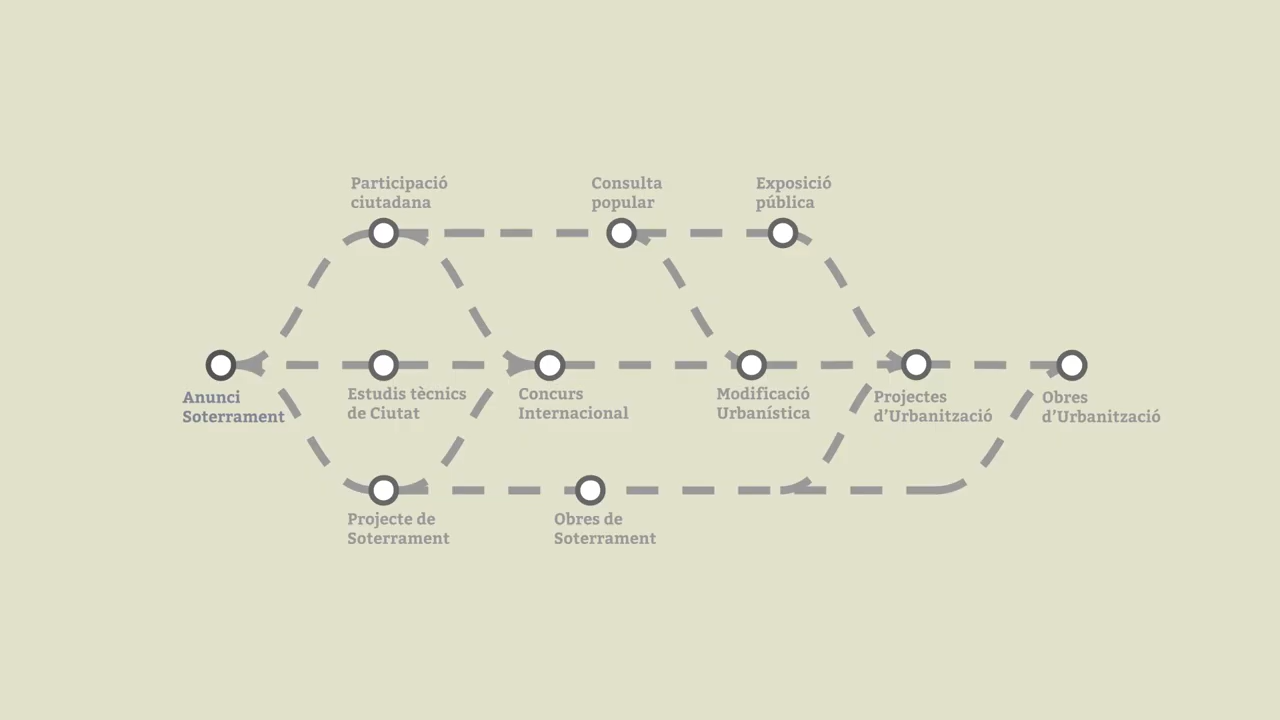 Participació
ciutadana
Consulta
popular
Exposició
pública
Anunci
Soterrament
Estudis tècnics
de Ciutat
Concurs
Internacional
Modificació
Urbanística
Projectes
d’Urbanització
Obres
d’Urbanització
Projecte de
Soterrament
Obres de
Soterrament